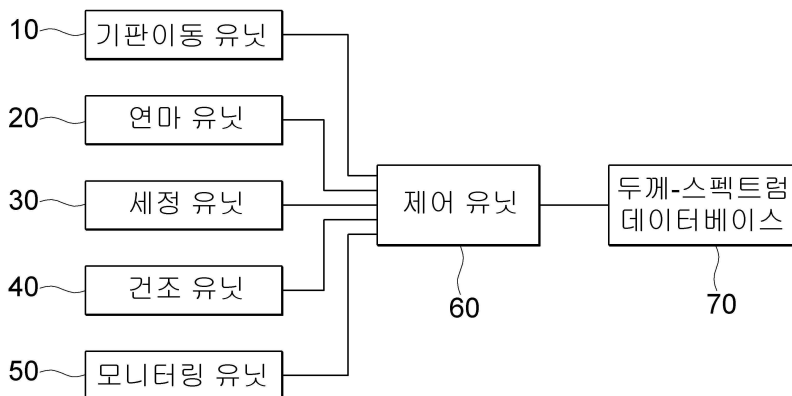 10 기판이동 유닛
20 연마 유닛
30 세정 유닛
40 건조 유닛
50 모니터링 유닛
제어 유닛
60
두께-스펙트럼
데이터베이스
70